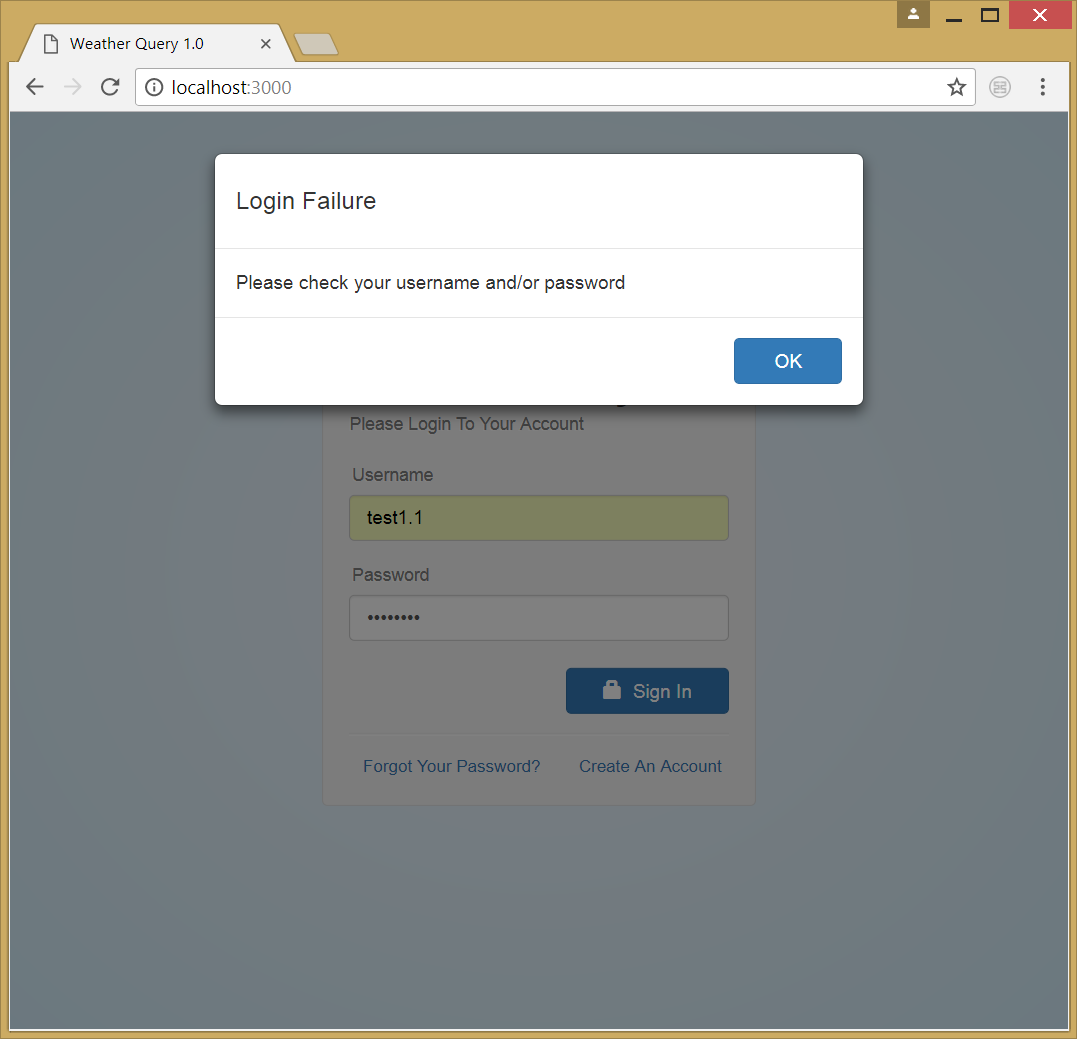 Weather Query 1.0
localhost:3000
Login Failure
Please check your username and/or password
OK
Please Login To Your Account
Username
test1.1
Password
••••••••
Sign In
Forgot Your Password? Create An Account